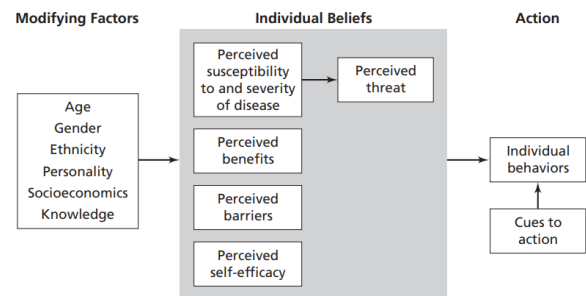 Modifying Factors
Individual Beliefs
Action
Age
Gender
Ethnicity
Personality
Socioeconomics
Knowledge
Perceived
susceptibility
to and severity
of disease
Perceived
threat
Perceived
benefits
Perceived
barriers
Perceived
self-efficacy
Individual
behaviors
Cues to
action